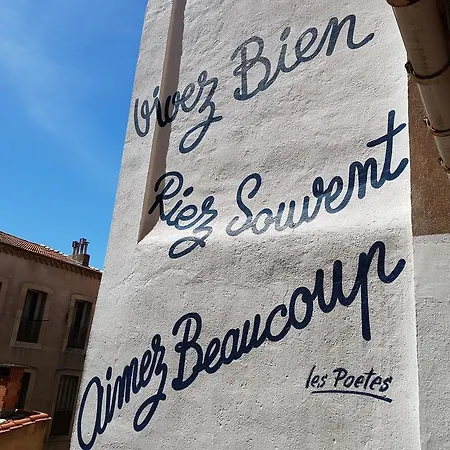 Vivez Bien
Riez Souvent
Aimez Beaucoup
les Poetes